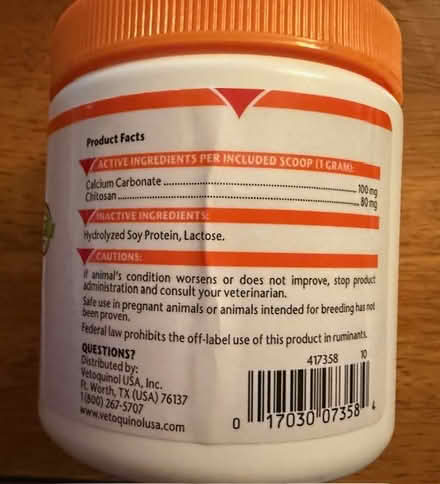 Product Facts
ACTIVE INGREDIENTS PER INCLUDED SCOOP (1 GRAM):
Calcium Carbonate ........ 100 mg
Chitosan ........ 80 mg
INACTIVE INGREDIENTS:
Hydrolyzed Soy Protein, Lactose.
CAUTIONS:
If animal's condition worsens or does not improve, stop product
administration and consult your veterinarian.
Safe use in pregnant animals or animals intended for breeding has not
been proven.
Federal law prohibits the off-label use of this product in ruminants.
QUESTIONS?
Distributed by:
Vetoquinol USA, Inc.
Ft. Worth, TX (USA) 76137
1(800) 267-5707
www.vetoquinolusa.com
417358 10
0 17030 07358 4